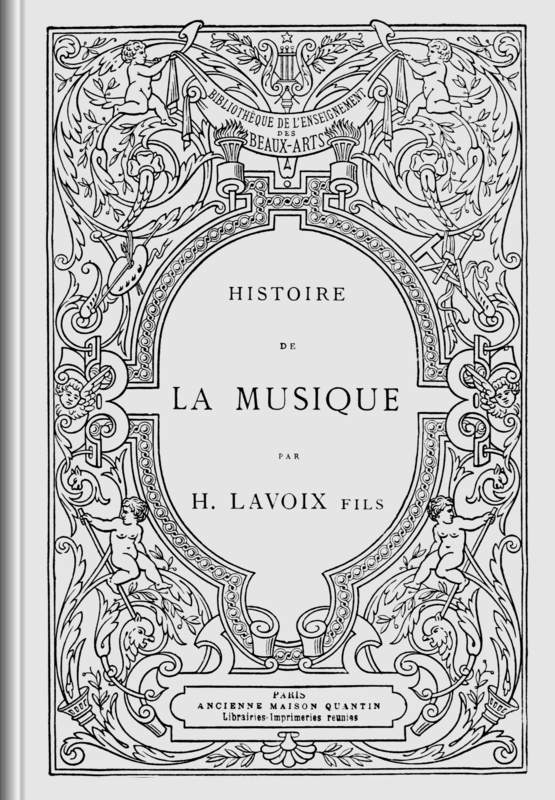 BIBLIOTHÈQUE DE L'ENSEIGNEMENT
DES
BEAUX-ARTS
HISTOIRE
DE
LA MUSIQUE
PAR
H. LAVOIX FILS
PARIS
ANCIENNE MAISON QUANTIN
Librairies-Imprimeries reunies